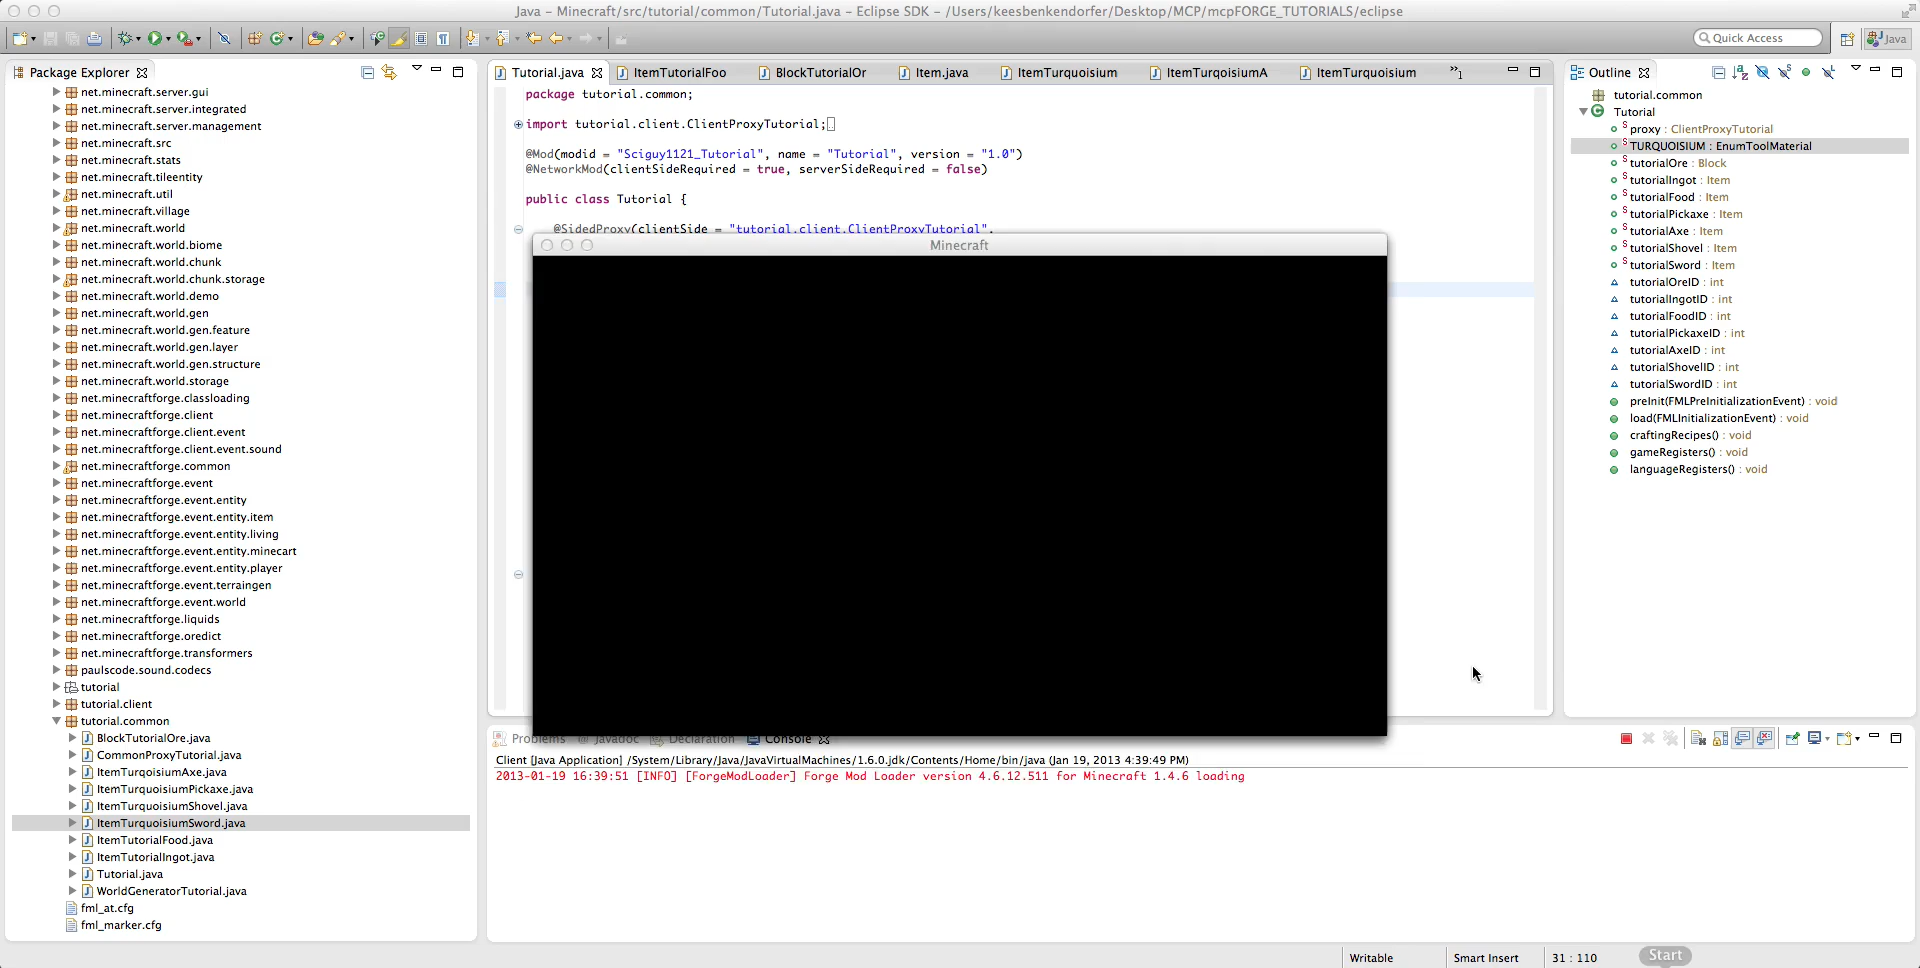 Java – Minecraft/src/tutorial/common/Tutorial.java – Eclipse SDK – /Users/keesbenkendorfer/Desktop/MCP/mcpFORGE_TUTORIALS/eclipse
Quick Access
Java
Package Explorer
net.minecraft.server.gui
net.minecraft.server.integrated
net.minecraft.server.management
net.minecraft.src
net.minecraft.stats
net.minecraft.tileentity
net.minecraft.util
net.minecraft.village
net.minecraft.world
net.minecraft.world.biome
net.minecraft.world.chunk
net.minecraft.world.chunk.storage
net.minecraft.world.demo
net.minecraft.world.gen
net.minecraft.world.gen.feature
net.minecraft.world.gen.layer
net.minecraft.world.gen.structure
net.minecraft.world.storage
net.minecraftforge.classloading
net.minecraftforge.client
net.minecraftforge.client.event
net.minecraftforge.client.event.sound
net.minecraftforge.common
net.minecraftforge.event
net.minecraftforge.event.entity
net.minecraftforge.event.entity.item
net.minecraftforge.event.entity.living
net.minecraftforge.event.entity.minecart
net.minecraftforge.event.entity.player
net.minecraftforge.event.terraingen
net.minecraftforge.event.world
net.minecraftforge.liquids
net.minecraftforge.oredict
net.minecraftforge.transformers
paulscode.sound.codecs
tutorial
tutorial.client
tutorial.common
BlockTutorialOre.java
CommonProxyTutorial.java
ItemTurqoisiumAxe.java
ItemTurquoisiumPickaxe.java
ItemTurquoisiumShovel.java
ItemTurquoisiumSword.java
ItemTutorialFood.java
ItemTutorialIngot.java
Tutorial.java
WorldGeneratorTutorial.java
fml_at.cfg
fml_marker.cfg
Tutorial.java ItemTutorialFoo BlockTutorialOr Item.java ItemTurquoisium ItemTurqoisiumA ItemTurquoisium »1
package tutorial.common;
import tutorial.client.ClientProxyTutorial;
@Mod(modid = "Sciguy1121_Tutorial", name = "Tutorial", version = "1.0")
@NetworkMod(clientSideRequired = true, serverSideRequired = false)
public class Tutorial {
@SidedProxy(clientSide = "tutorial.client.ClientProxyTutorial",
Minecraft
Problems Javadoc Declaration Console
Client [Java Application] /System/Library/Java/JavaVirtualMachines/1.6.0.jdk/Contents/Home/bin/java (Jan 19, 2013 4:39:49 PM)
2013-01-19 16:39:51 [INFO] [ForgeModLoader] Forge Mod Loader version 4.6.12.511 for Minecraft 1.4.6 loading
Outline
tutorial.common
Tutorial
proxy : ClientProxyTutorial
TURQUOISIUM : EnumToolMaterial
tutorialOre : Block
tutorialIngot : Item
tutorialFood : Item
tutorialPickaxe : Item
tutorialAxe : Item
tutorialShovel : Item
tutorialSword : Item
tutorialOreID : int
tutorialIngotID : int
tutorialFoodID : int
tutorialPickaxeID : int
tutorialAxeID : int
tutorialShovelID : int
tutorialSwordID : int
preInit(FMLPreInitializationEvent) : void
load(FMLInitializationEvent) : void
craftingRecipes() : void
gameRegisters() : void
languageRegisters() : void
Writable Smart Insert 31 : 110 Start